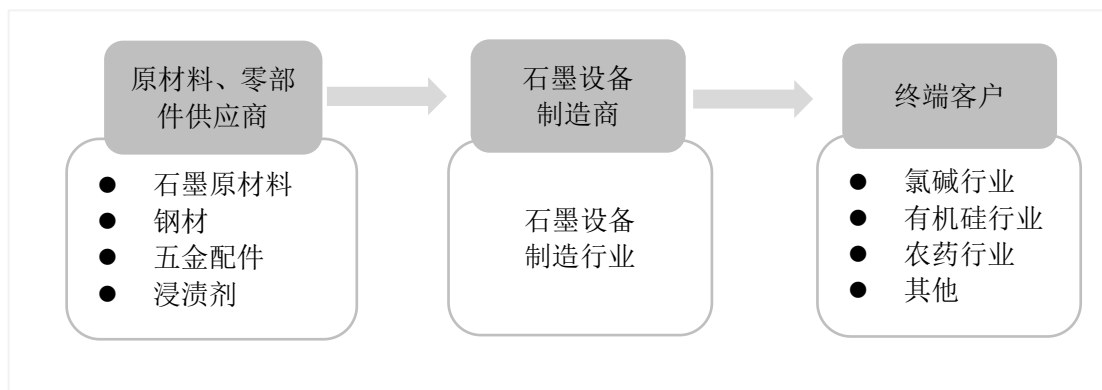 原材料、零部
件供应商
石墨原材料
钢材
五金配件
浸渍剂
石墨设备
制造商
石墨设备
制造行业
终端客户
氯碱行业
有机硅行业
农药行业
其他